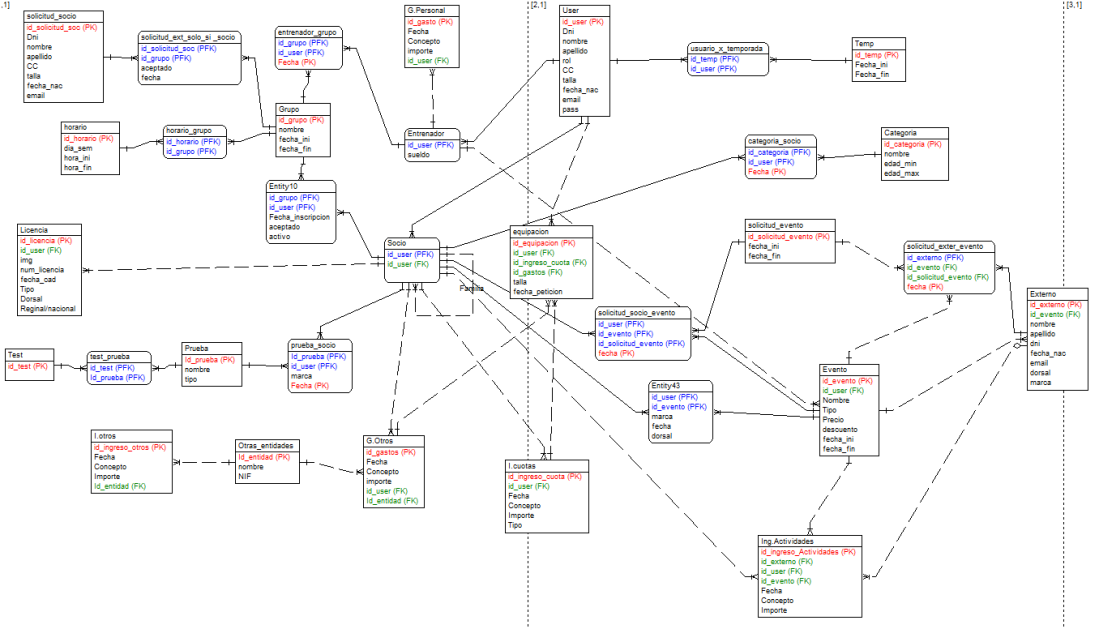 ,1]
[2,1]
[3,1]
solicitud_socio
id_solicitud_soc (PK)
Dni
nombre
apellido
CC
talla
fecha_nac
email
solicitud_ext_solo_si _socio
id_solicitud_soc (PFK)
id_grupo (PFK)
aceptado
fecha
entrenador_grupo
id_grupo (PFK)
id_user (PFK)
Fecha (PK)
G.Personal
id_gasto (PK)
Fecha
Concepto
importe
id_user (FK)
User
id_user (PK)
Dni
nombre
apellido
rol
CC
talla
fecha_nac
email
pass
usuario_x_temporada
id_temp (PFK)
id_user (PFK)
Temp
id_temp (PK)
Fecha_ini
Fecha_fin
horario
id_horario (PK)
dia_sem
hora_ini
hora_fin
horario_grupo
id_horario (PFK)
id_grupo (PFK)
Grupo
id_grupo (PK)
nombre
fecha_ini
fecha_fin
Entrenador
id_user (PFK)
sueldo
categoria_socio
id_categoria (PFK)
id_user (PFK)
Fecha (PK)
Categoria
id_categoria (PK)
nombre
edad_min
edad_max
Entity10
id_grupo (PFK)
id_user (PFK)
Fecha_inscripcion
aceptado
activo
Licencia
id_licencia (PK)
id_user (FK)
img
num_licencia
fecha_cad
Tipo
Dorsal
Reginal/nacional
Socio
id_user (PFK)
id_user (FK)
Familia
equipacion
id_equipacion (PK)
id_user (FK)
id_ingreso_cuota (FK)
id_gastos (FK)
talla
fecha_peticion
solicitud_evento
id_solicitud_evento (PK)
fecha_ini
fecha_fin
solicitud_exter_evento
id_externo (PFK)
id_evento (FK)
id_solicitud_evento (FK)
fecha (PK)
Externo
id_externo (PK)
id_evento (FK)
nombre
apellido
dni
fecha_nac
email
dorsal
marca
solicitud_socio_evento
id_user (PFK)
id_evento (PFK)
id_solicitud_evento (PFK)
fecha (PK)
Test
id_test (PK)
test_prueba
id_test (PFK)
Id_prueba (PFK)
Prueba
Id_prueba (PK)
nombre
tipo
prueba_socio
id_prueba (PFK)
id_user (PFK)
marca
Fecha (PK)
Entity43
id_user (PFK)
id_evento (PFK)
marca
fecha
dorsal
Evento
id_evento (PK)
id_user (FK)
Nombre
Tipo
Precio
descuento
fecha_ini
fecha_fin
I.otros
id_ingreso_otros (PK)
Fecha
Concepto
Importe
Id_entidad (FK)
Otras_entidades
Id_entidad (PK)
nombre
NIF
G.Otros
id_gastos (PK)
Fecha
Concepto
importe
id_user (FK)
Id_entidad (FK)
I.cuotas
id_ingreso_cuota (PK)
id_user (FK)
Fecha
Concepto
Importe
Tipo
Ing.Actividades
id_ingreso_Actividades (PK)
id_externo (FK)
id_user (FK)
id_evento (FK)
Fecha
Concepto
Importe